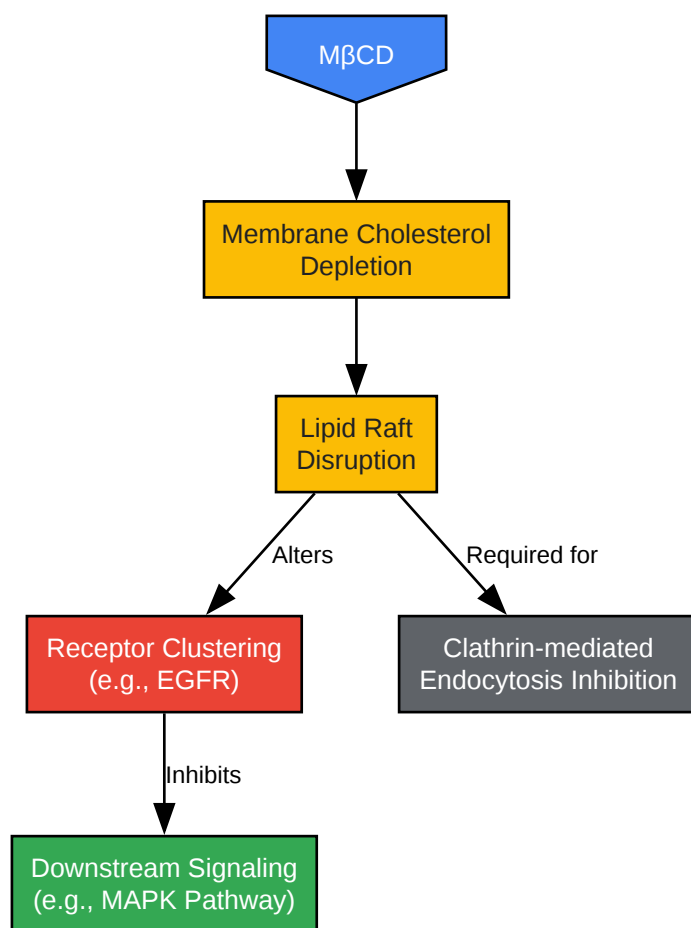 MβCD
Membrane Cholesterol
Depletion
Lipid Raft
Disruption
Alters
Required for
Receptor Clustering
(e.g., EGFR)
Clathrin-mediated
Endocytosis Inhibition
Inhibits
Downstream Signaling
(e.g., MAPK Pathway)